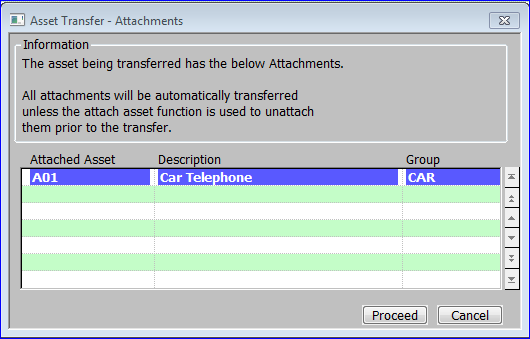 Asset Transfer - Attachments
Information
The asset being transferred has the below Attachments.
All attachments will be automatically transferred
unless the attach asset function is used to unattach
them prior to the transfer.
Attached Asset Description Group
A01 Car Telephone CAR
Proceed Cancel